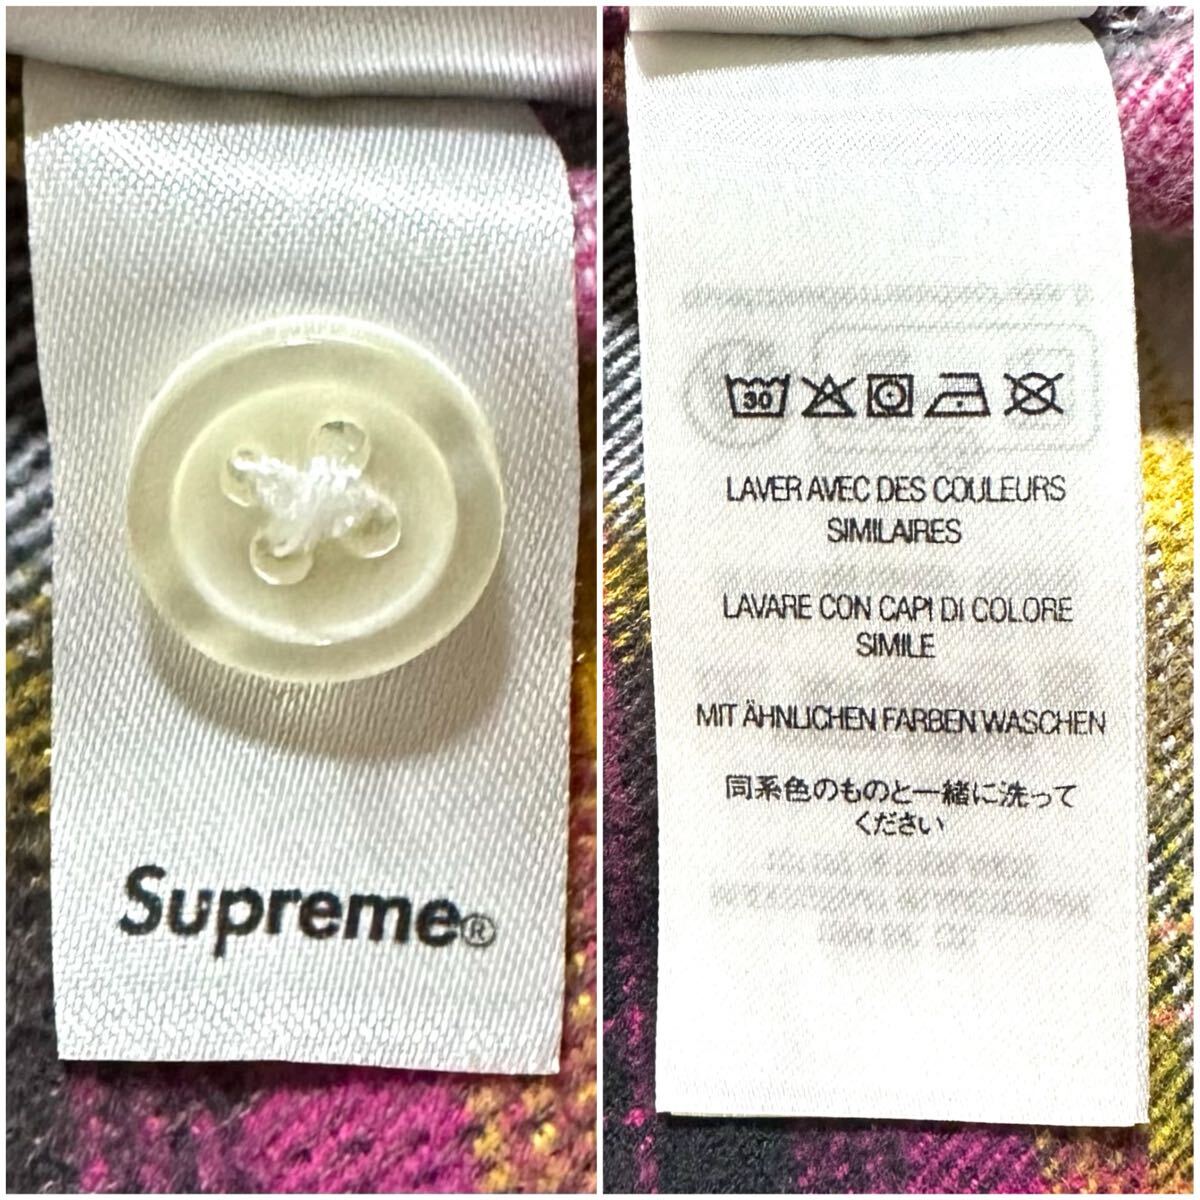 Supreme®
30
LAVER AVEC DES COULEURS
SIMILAIRES
LAVARE CON CAPI DI COLORE
SIMILE
MIT ÄHNLICHEN FARBEN WASCHEN
同系色のものと一緒に洗って
ください